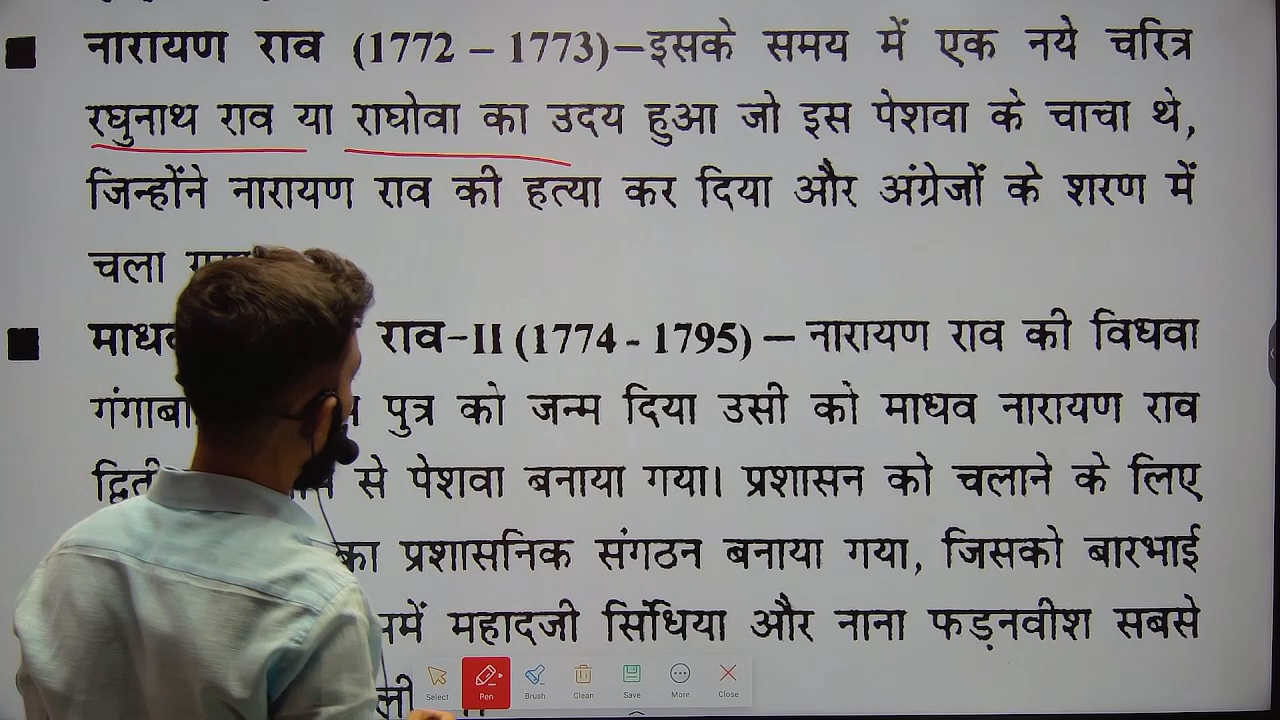 नारायण राव (1772 – 1773)–इसके समय में एक नये चरित्र
रघुनाथ राव या राघोवा का उदय हुआ जो इस पेशवा के चाचा थे,
जिन्होंने नारायण राव की हत्या कर दिया और अंग्रेजों के शरण में
चला
राव-II (1774 - 1795) – नारायण राव की विधवा
पुत्र को जन्म दिया उसी को माधव नारायण राव
से पेशवा बनाया गया। प्रशासन को चलाने के लिए
का प्रशासनिक संगठन बनाया गया, जिसको बारभाई
महादजी सिंधिया और नाना फड़नवीश सबसे
Select Pen Brush Clean Save More Close